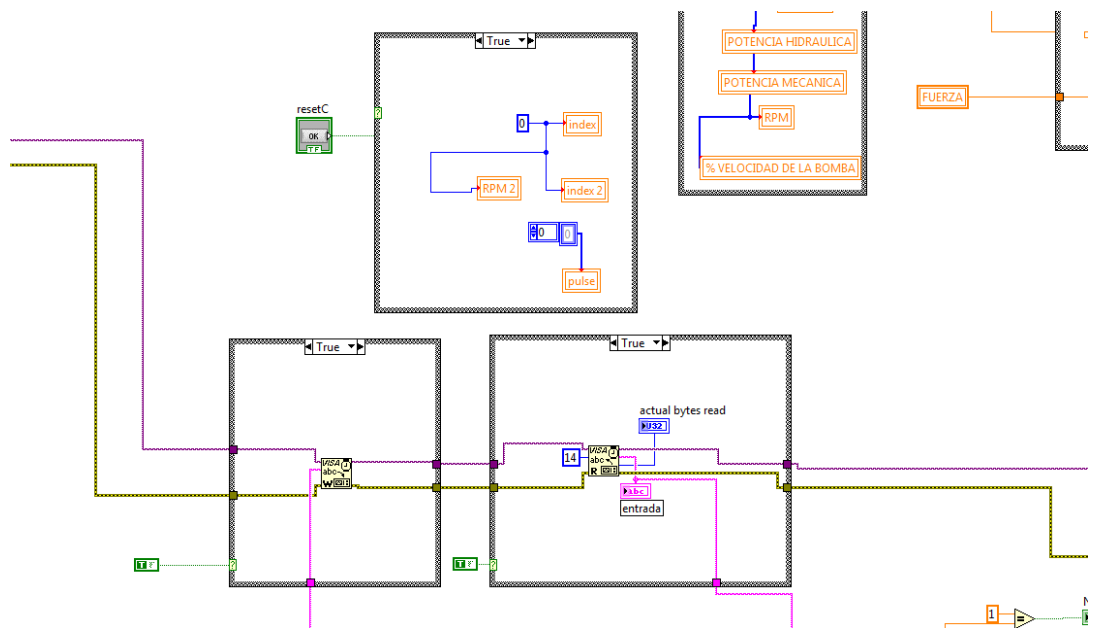 True
POTENCIA HIDRAULICA
POTENCIA MECANICA
FUERZA
resetC
OK
TF
?
0
index
RPM
% VELOCIDAD DE LA BOMBA
RPM 2
index 2
0
0
pulse
True
True
actual bytes read
U32
VISA
abc
W
14
VISA
abc
R
abc
entrada
T F
?
T F
?
1
=